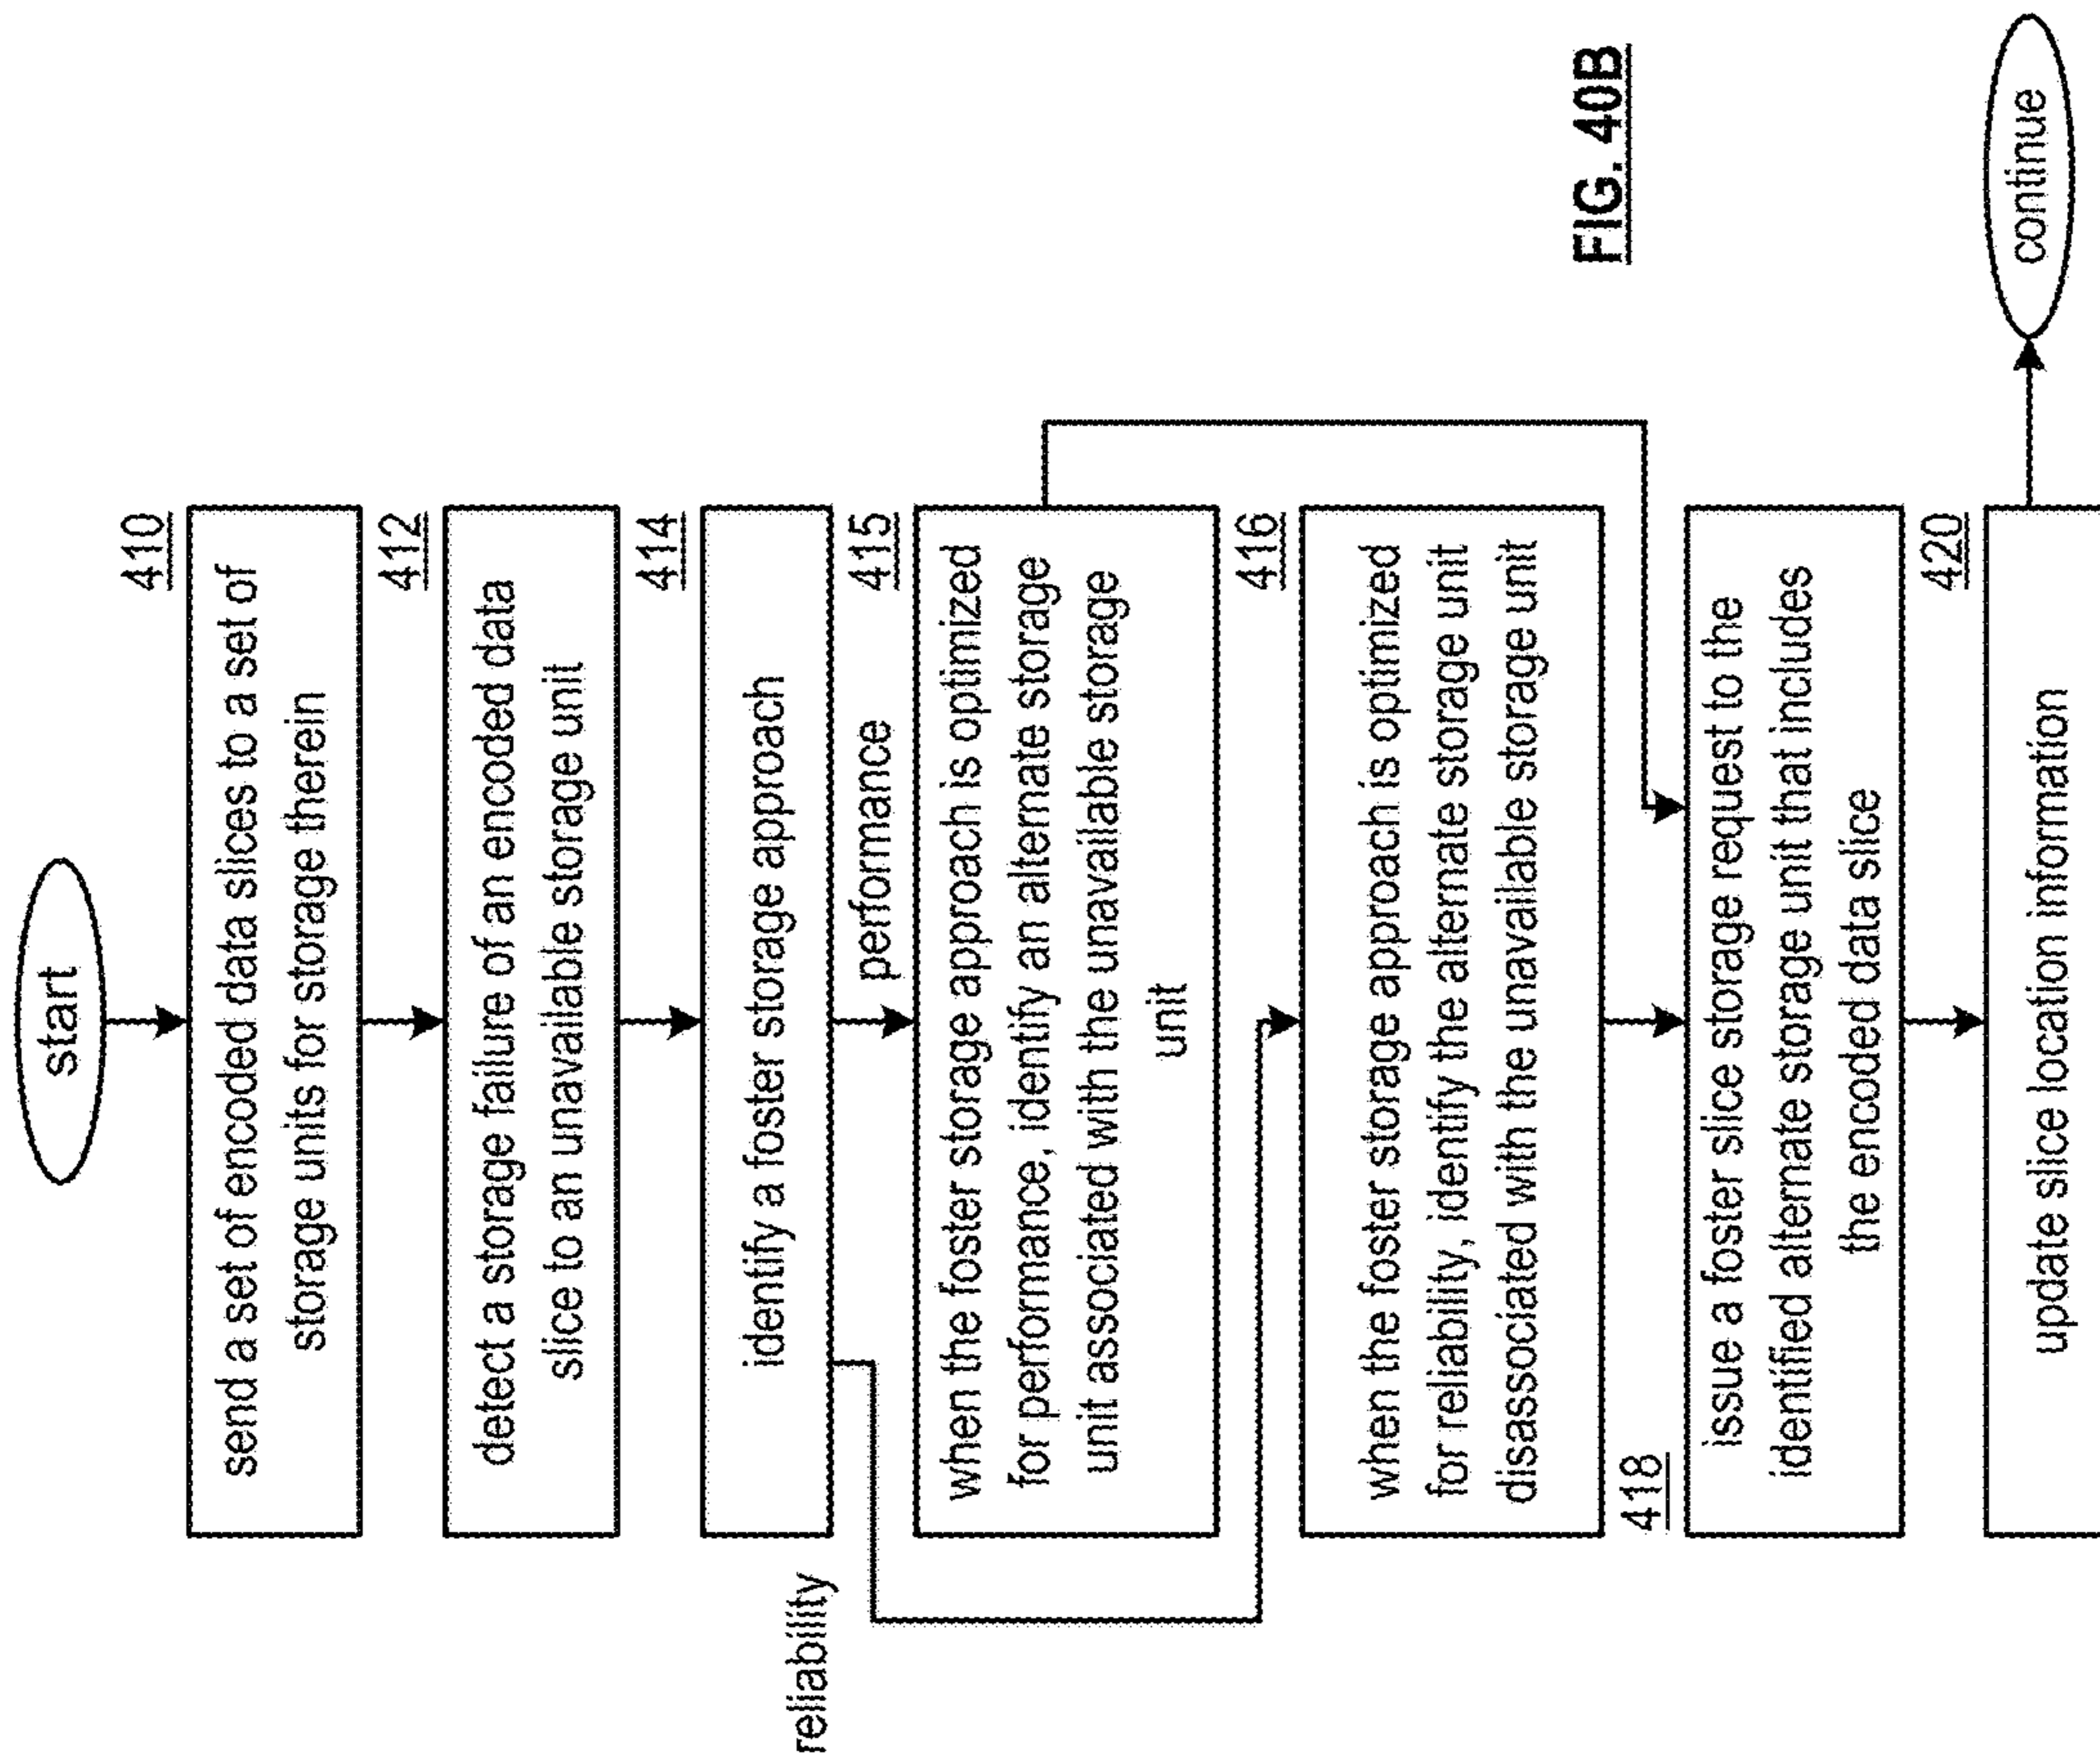 start
410
send a set of encoded data slices to a set of
storage units for storage therein
412
detect a storage failure of an encoded data
slice to an unavailable storage unit
414
identify a foster storage approach
reliability
performance
415
when the foster storage approach is optimized
for performance, identify an alternate storage
unit associated with the unavailable storage
unit
416
when the foster storage approach is optimized
for reliability, identify the alternate storage unit
disassociated with the unavailable storage unit
418
issue a foster slice storage request to the
identified alternate storage unit that includes
the encoded data slice
420
update slice location information
continue
FIG. 40B